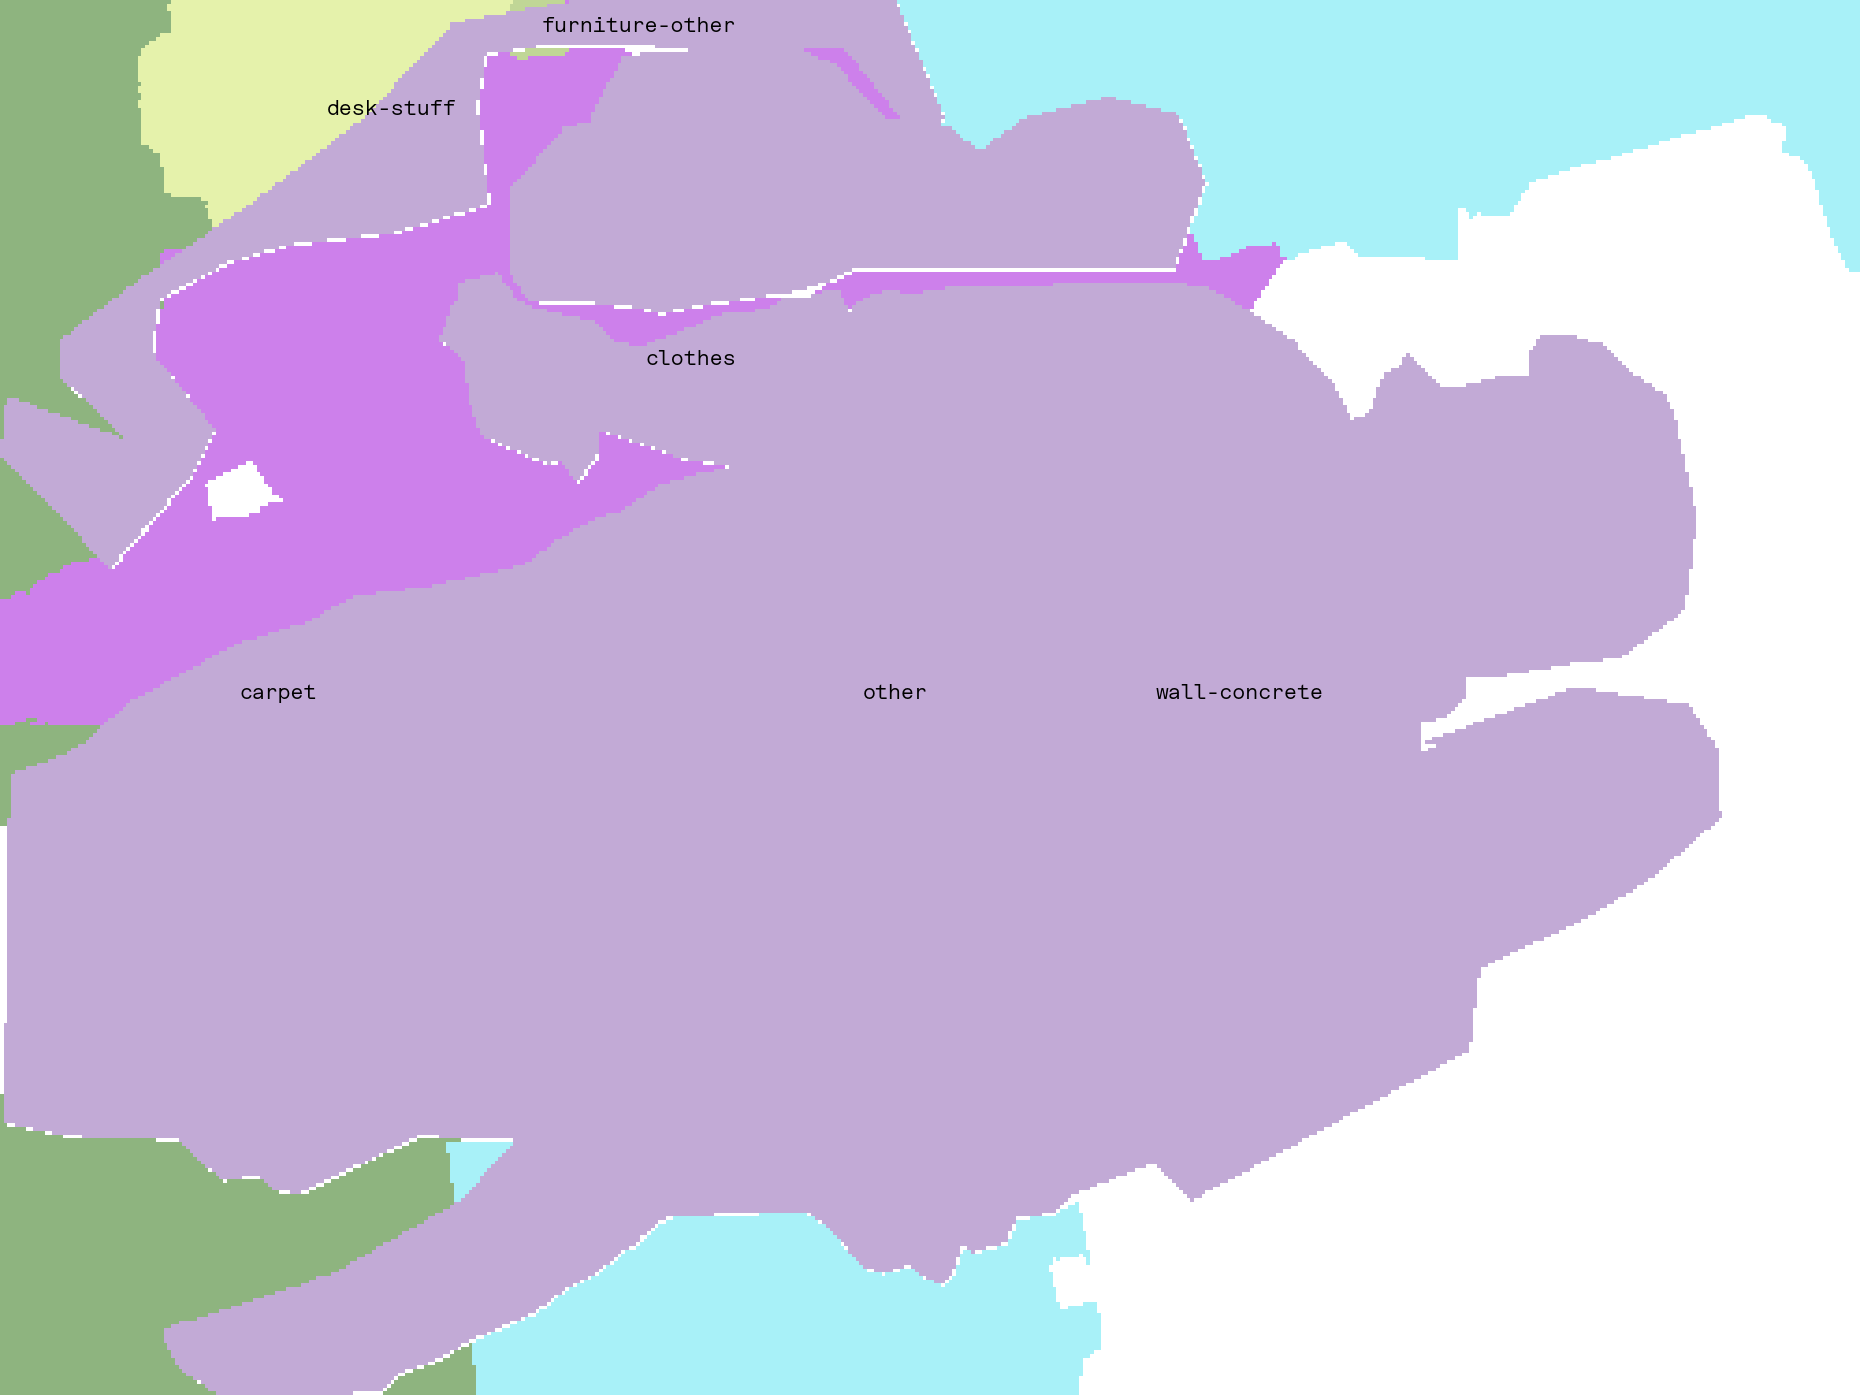 furniture-other
desk-stuff
clothes
carpet
other
wall-concrete